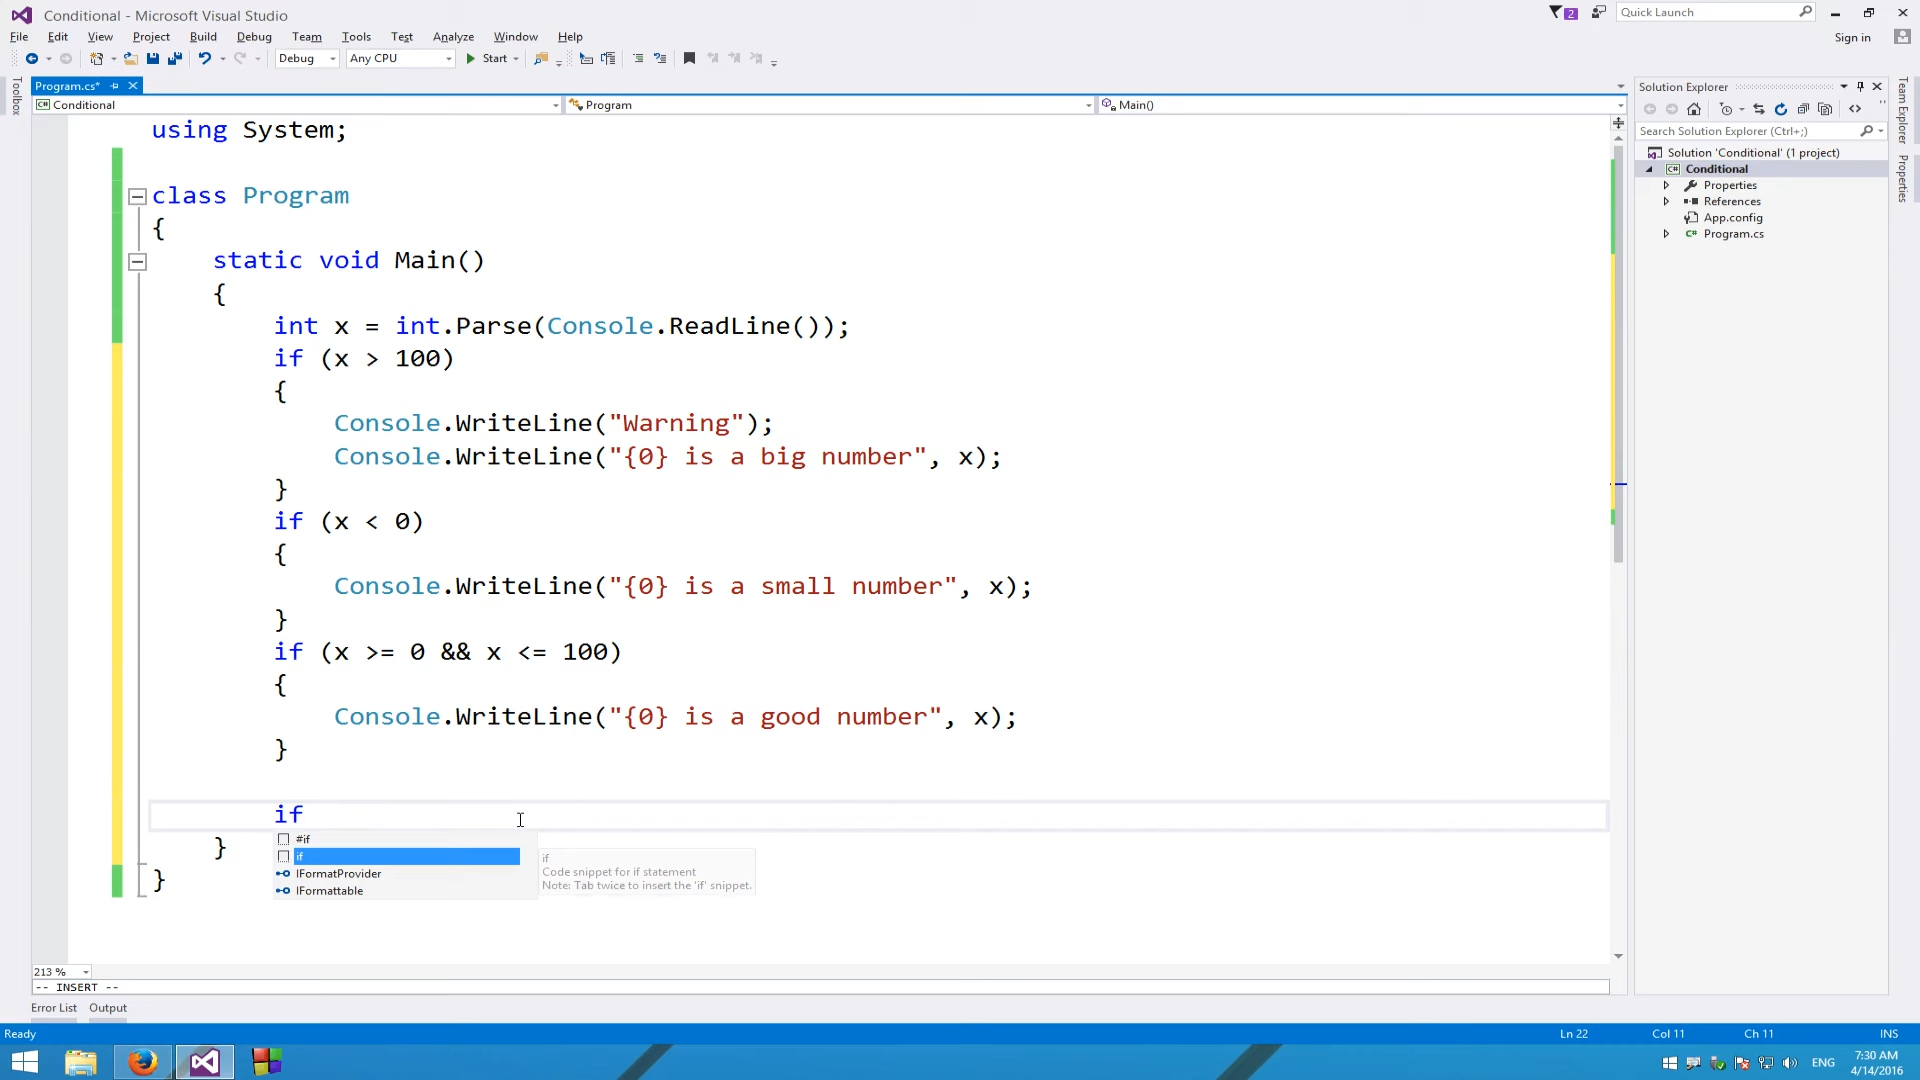 Conditional - Microsoft Visual Studio
2
Quick Launch
File Edit View Project Build Debug Team Tools Test Analyze Window Help
Sign in
Debug Any CPU Start
Toolbox
Program.cs*
Conditional Program Main()
using System;
class Program
{
static void Main()
{
int x = int.Parse(Console.ReadLine());
if (x > 100)
{
Console.WriteLine("Warning");
Console.WriteLine("{0} is a big number", x);
}
if (x < 0)
{
Console.WriteLine("{0} is a small number", x);
}
if (x >= 0 && x <= 100)
{
Console.WriteLine("{0} is a good number", x);
}
if
#if
if
IFormatProvider
IFormattable
if
Code snippet for if statement
Note: Tab twice to insert the 'if' snippet.
}
}
213 %
-- INSERT --
Error List Output
Solution Explorer
Search Solution Explorer (Ctrl+;)
Solution 'Conditional' (1 project)
Conditional
Properties
References
App.config
Program.cs
Team Explorer
Properties
Ready
Ln 22 Col 11 Ch 11 INS
ENG
7:30 AM
4/14/2016